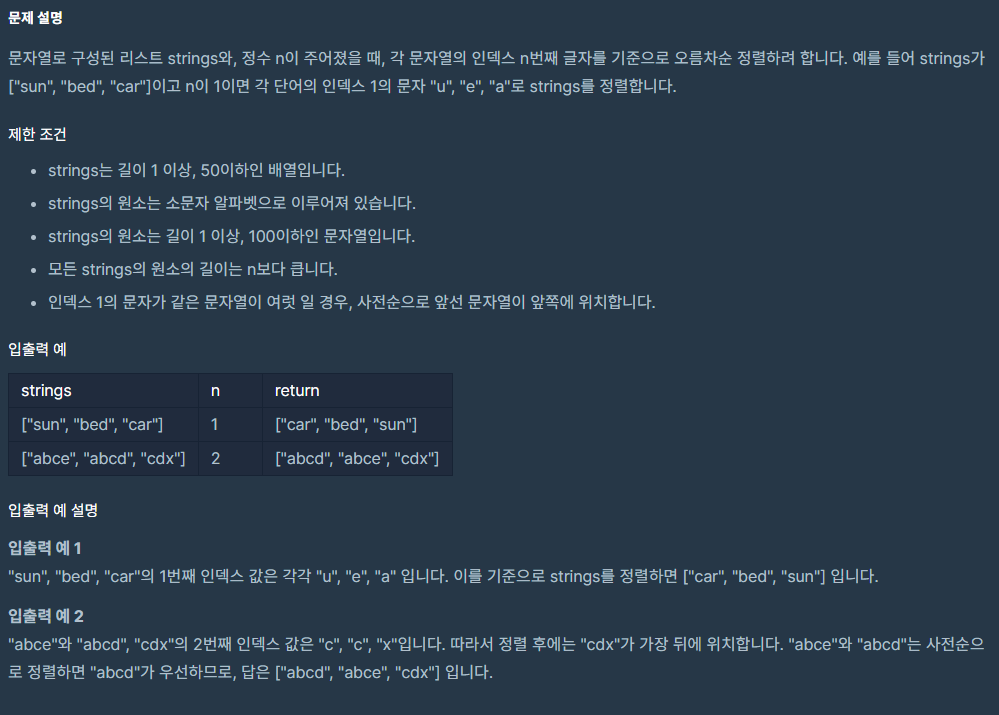 문제 설명
문자열로 구성된 리스트 strings와, 정수 n이 주어졌을 때, 각 문자열의 인덱스 n번째 글자를 기준으로 오름차순 정렬하려 합니다. 예를 들어 strings가
["sun", "bed", "car"]이고 n이 1이면 각 단어의 인덱스 1의 문자 "u", "e", "a"로 strings를 정렬합니다.
제한 조건
• strings는 길이 1 이상, 50이하인 배열입니다.
• strings의 원소는 소문자 알파벳으로 이루어져 있습니다.
• strings의 원소는 길이 1 이상, 100이하인 문자열입니다.
• 모든 strings의 원소의 길이는 n보다 큽니다.
• 인덱스 1의 문자가 같은 문자열이 여럿 일 경우, 사전순으로 앞선 문자열이 앞쪽에 위치합니다.
입출력 예
strings n return
["sun", "bed", "car"] 1 ["car", "bed", "sun"]
["abce", "abcd", "cdx"] 2 ["abcd", "abce", "cdx"]
입출력 예 설명
입출력 예 1
"sun", "bed", "car"의 1번째 인덱스 값은 각각 "u", "e", "a" 입니다. 이를 기준으로 strings를 정렬하면 ["car", "bed", "sun"] 입니다.
입출력 예 2
"abce"와 "abcd", "cdx"의 2번째 인덱스 값은 "c", "c", "x"입니다. 따라서 정렬 후에는 "cdx"가 가장 뒤에 위치합니다. "abce"와 "abcd"는 사전순으
로 정렬하면 "abcd"가 우선하므로, 답은 ["abcd", "abce", "cdx"] 입니다.